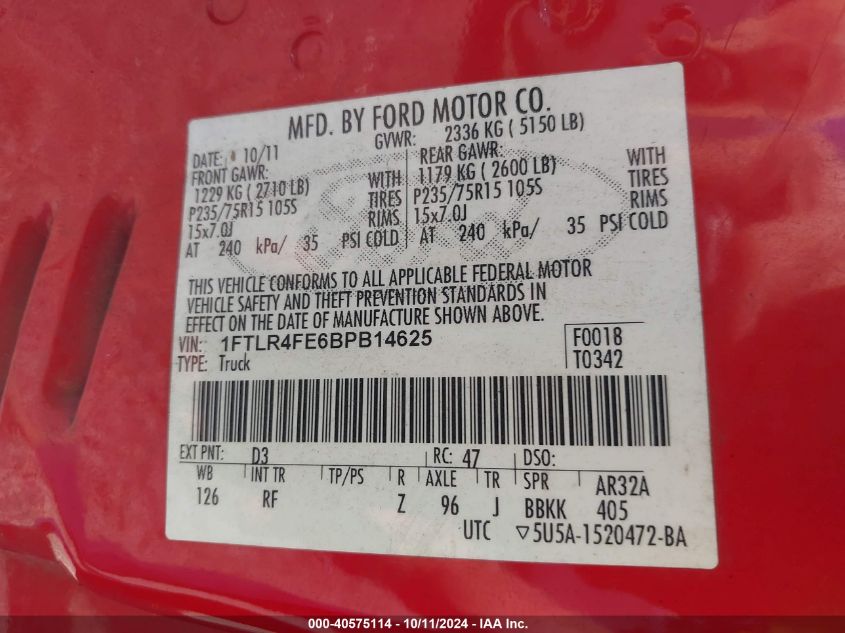 MFD. BY FORD MOTOR CO.
DATE: 10/11 GVWR: 2336 KG ( 5150 LB)
FRONT GAWR: REAR GAWR:
1229 KG ( 2710 LB) WITH 1179 KG ( 2600 LB) WITH
P235/75R15 105S TIRES P235/75R15 105S TIRES
15x7.0J RIMS 15x7.0J RIMS
AT 240 kPa/ 35 PSI COLD AT 240 kPa/ 35 PSI COLD
THIS VEHICLE CONFORMS TO ALL APPLICABLE FEDERAL MOTOR
VEHICLE SAFETY AND THEFT PREVENTION STANDARDS IN
EFFECT ON THE DATE OF MANUFACTURE SHOWN ABOVE.
VIN: 1FTLR4FE6BPB14625 F0018
TYPE: Truck T0342
EXT PNT: D3 RC: 47 DSO:
WB INT TR TP/PS R AXLE TR SPR AR32A
126 RF Z 96 J BBKK 405
UTC ▽5U5A-1520472-BA
000-40575114 - 10/11/2024 - IAA Inc.